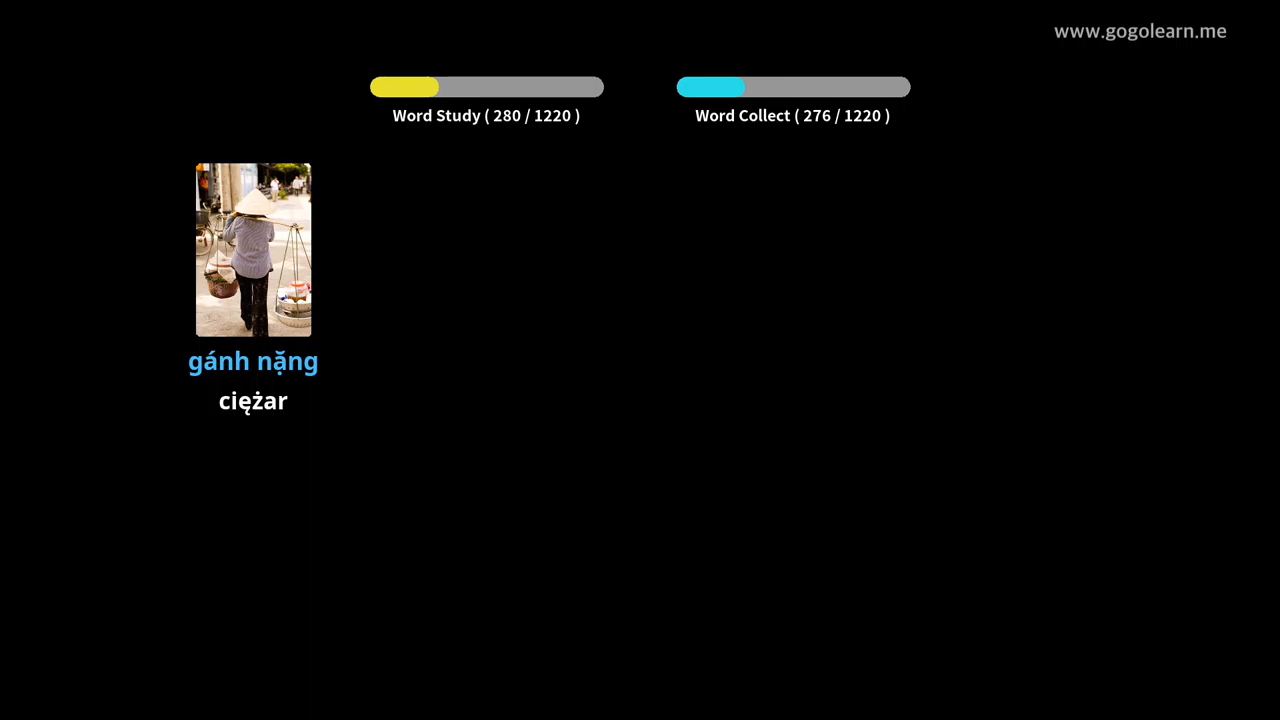 www.gogolearn.me
Word Study ( 280 / 1220 )
Word Collect ( 276 / 1220 )
gánh nặng
ciężar